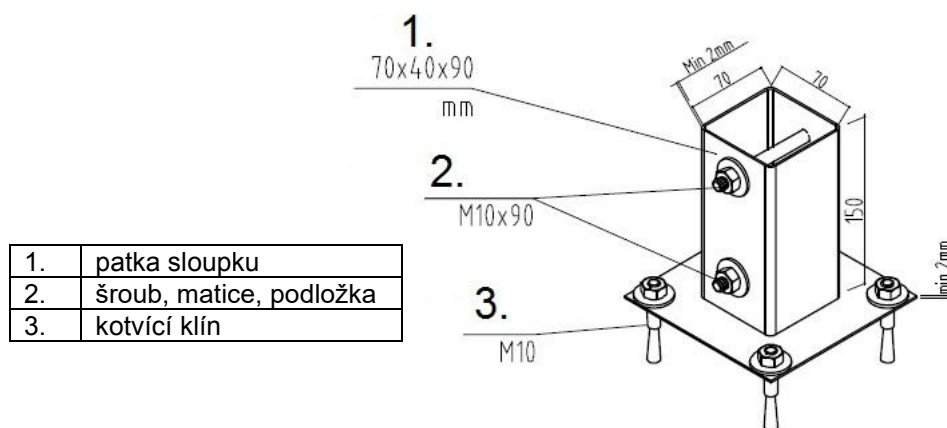 1.
70x40x90
mm
Min 2mm
70
70
2.
M10x90
150
min 2mm
3.
M10
1. patka sloupku
2. šroub, matice, podložka
3. kotvící klín